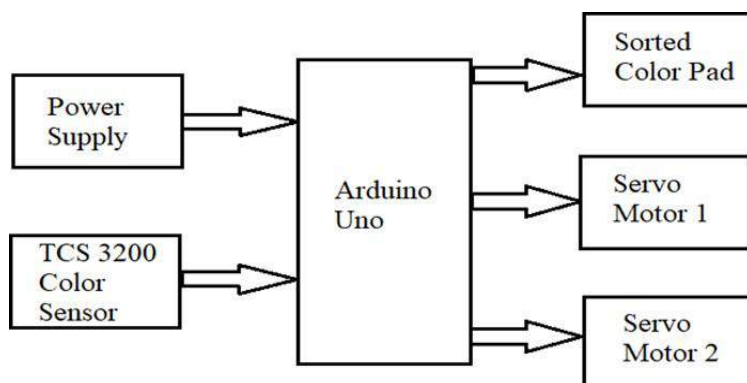 Power
Supply
TCS 3200
Color
Sensor
Arduino
Uno
Sorted
Color Pad
Servo
Motor 1
Servo
Motor 2